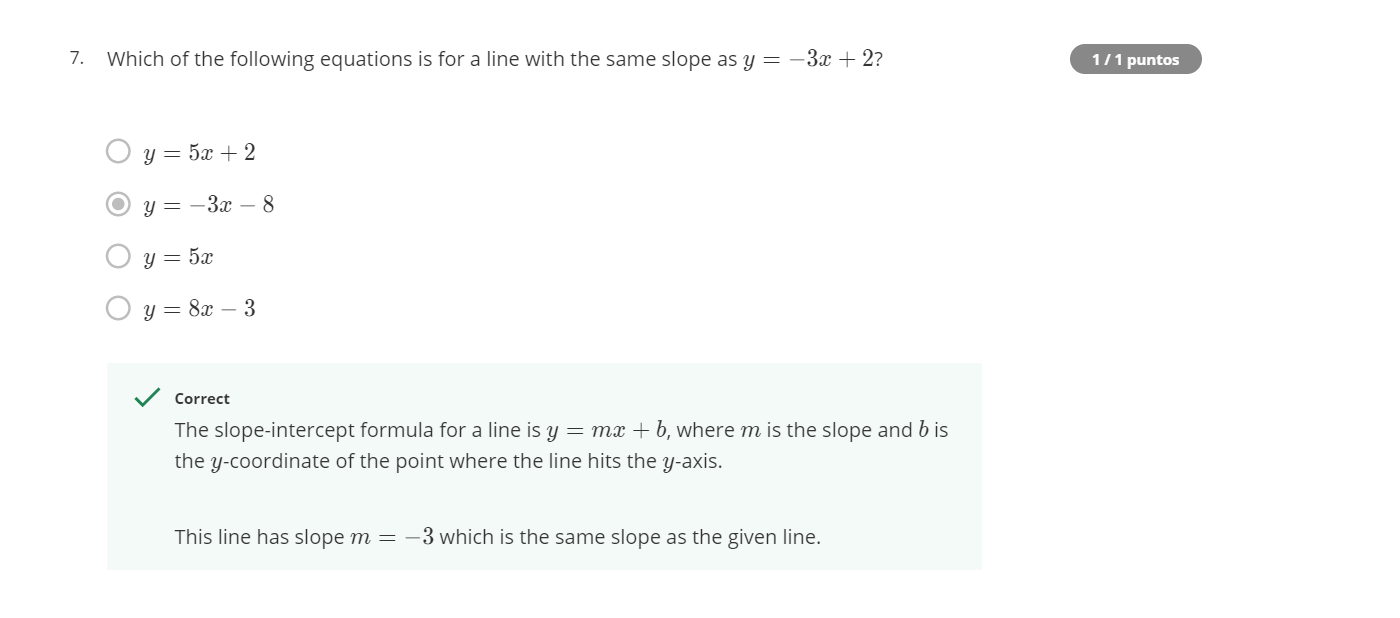 7. Which of the following equations is for a line with the same slope as y = −3x + 2?
1 / 1 puntos
y = 5x + 2
y = −3x − 8
y = 5x
y = 8x − 3
Correct
The slope-intercept formula for a line is y = mx + b, where m is the slope and b is
the y-coordinate of the point where the line hits the y-axis.
This line has slope m = −3 which is the same slope as the given line.